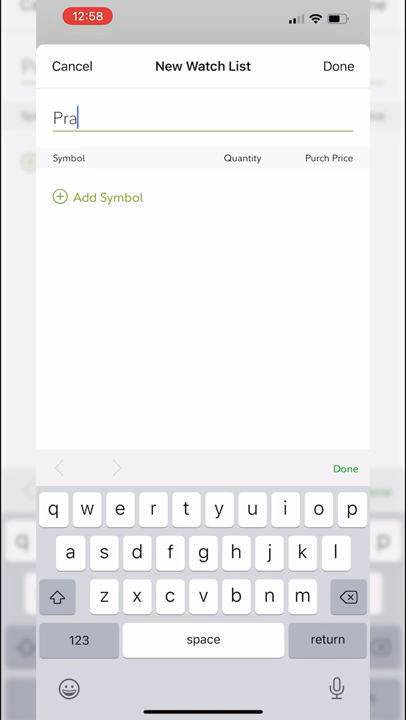 12:58
Cancel New Watch List Done
Pra
Symbol Quantity Purch Price
Add Symbol
Done
q w e r t y u i o p
a s d f g h j k l
z x c v b n m
123 space return